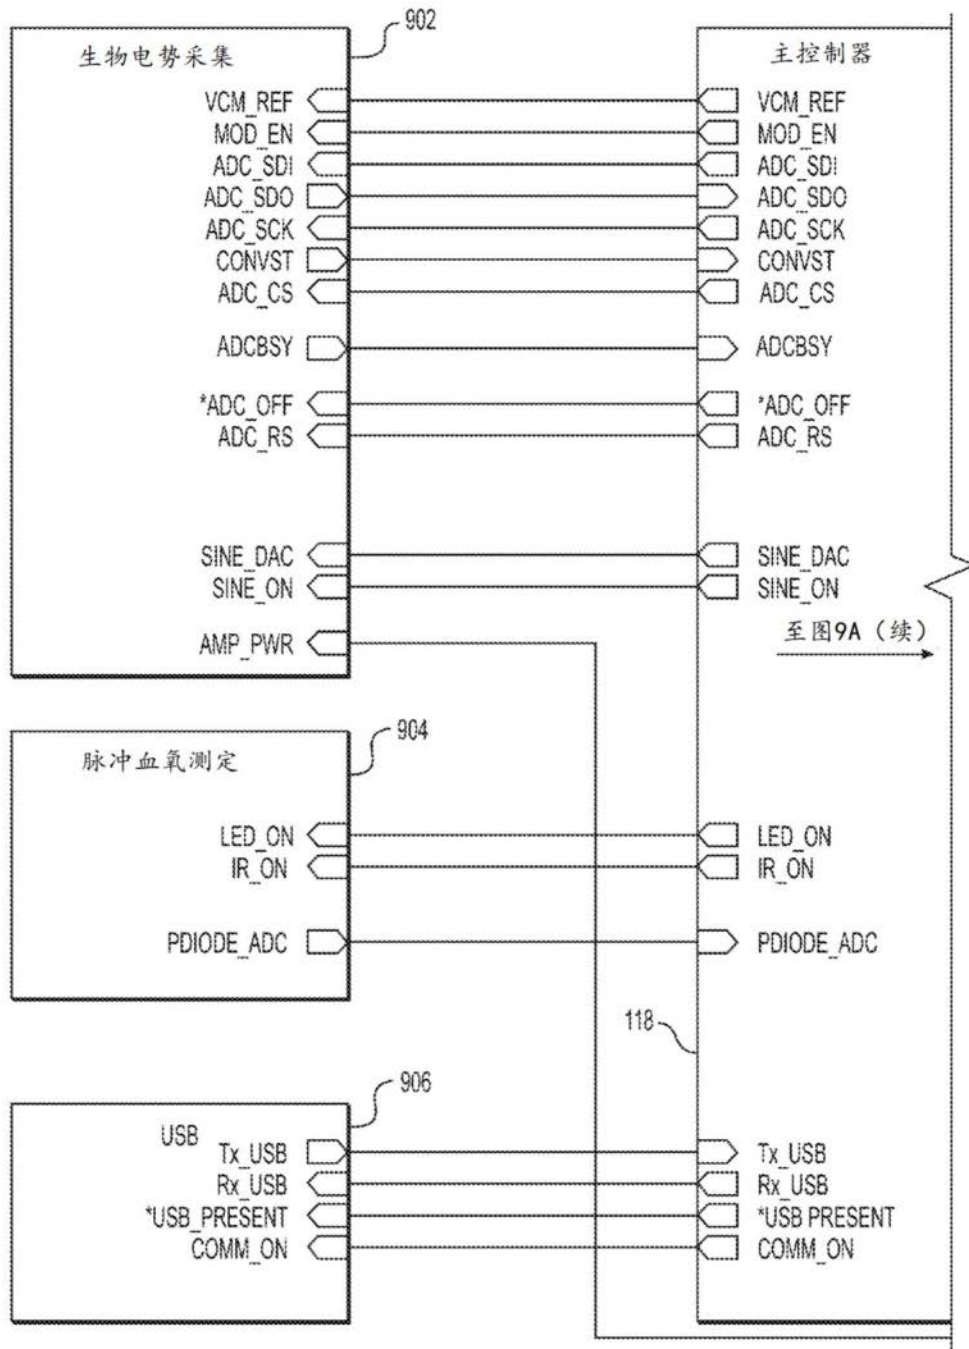 902
生物电势采集
主控制器
VCM_REF
VCM_REF
MOD_EN
MOD_EN
ADC_SDI
ADC_SDI
ADC_SDO
ADC_SDO
ADC_SCK
ADC_SCK
CONVST
CONVST
ADC_CS
ADC_CS
ADCBSY
ADCBSY
*ADC_OFF
*ADC_OFF
ADC_RS
ADC_RS
SINE_DAC
SINE_DAC
SINE_ON
SINE_ON
AMP_PWR
至图9A（续）
904
脉冲血氧测定
LED_ON
LED_ON
IR_ON
IR_ON
PDIODE_ADC
PDIODE_ADC
118
906
USB
Tx_USB
Tx_USB
Rx_USB
Rx_USB
*USB_PRESENT
*USB PRESENT
COMM_ON
COMM_ON